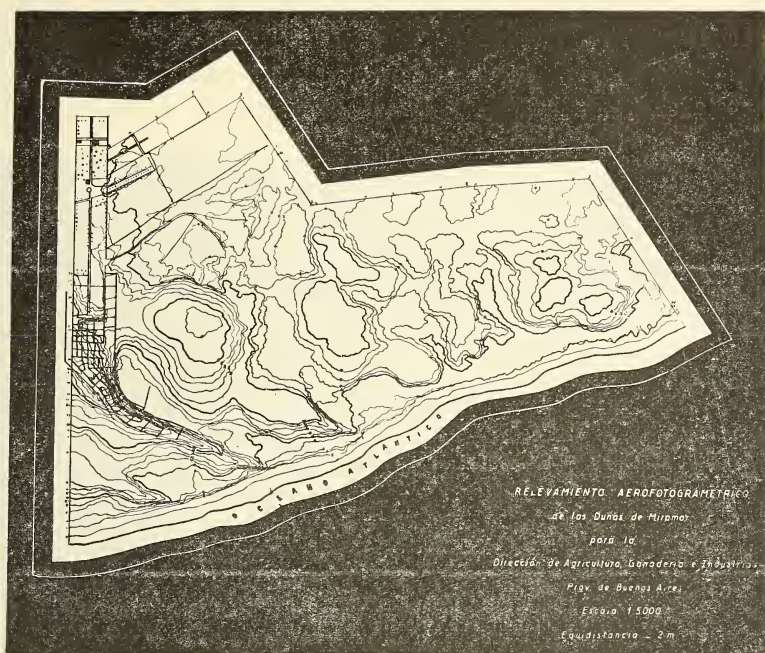 OCEANO ATLANTICO
RELEVAMIENTO AEROFOTOGRAMETRICO
de las Dunas de Miramar
para la
Dirección de Agricultura, Ganaderia e Industrias
Prov. de Buenos Aires
Escala 1:5000
Equidistancia _ 2 m